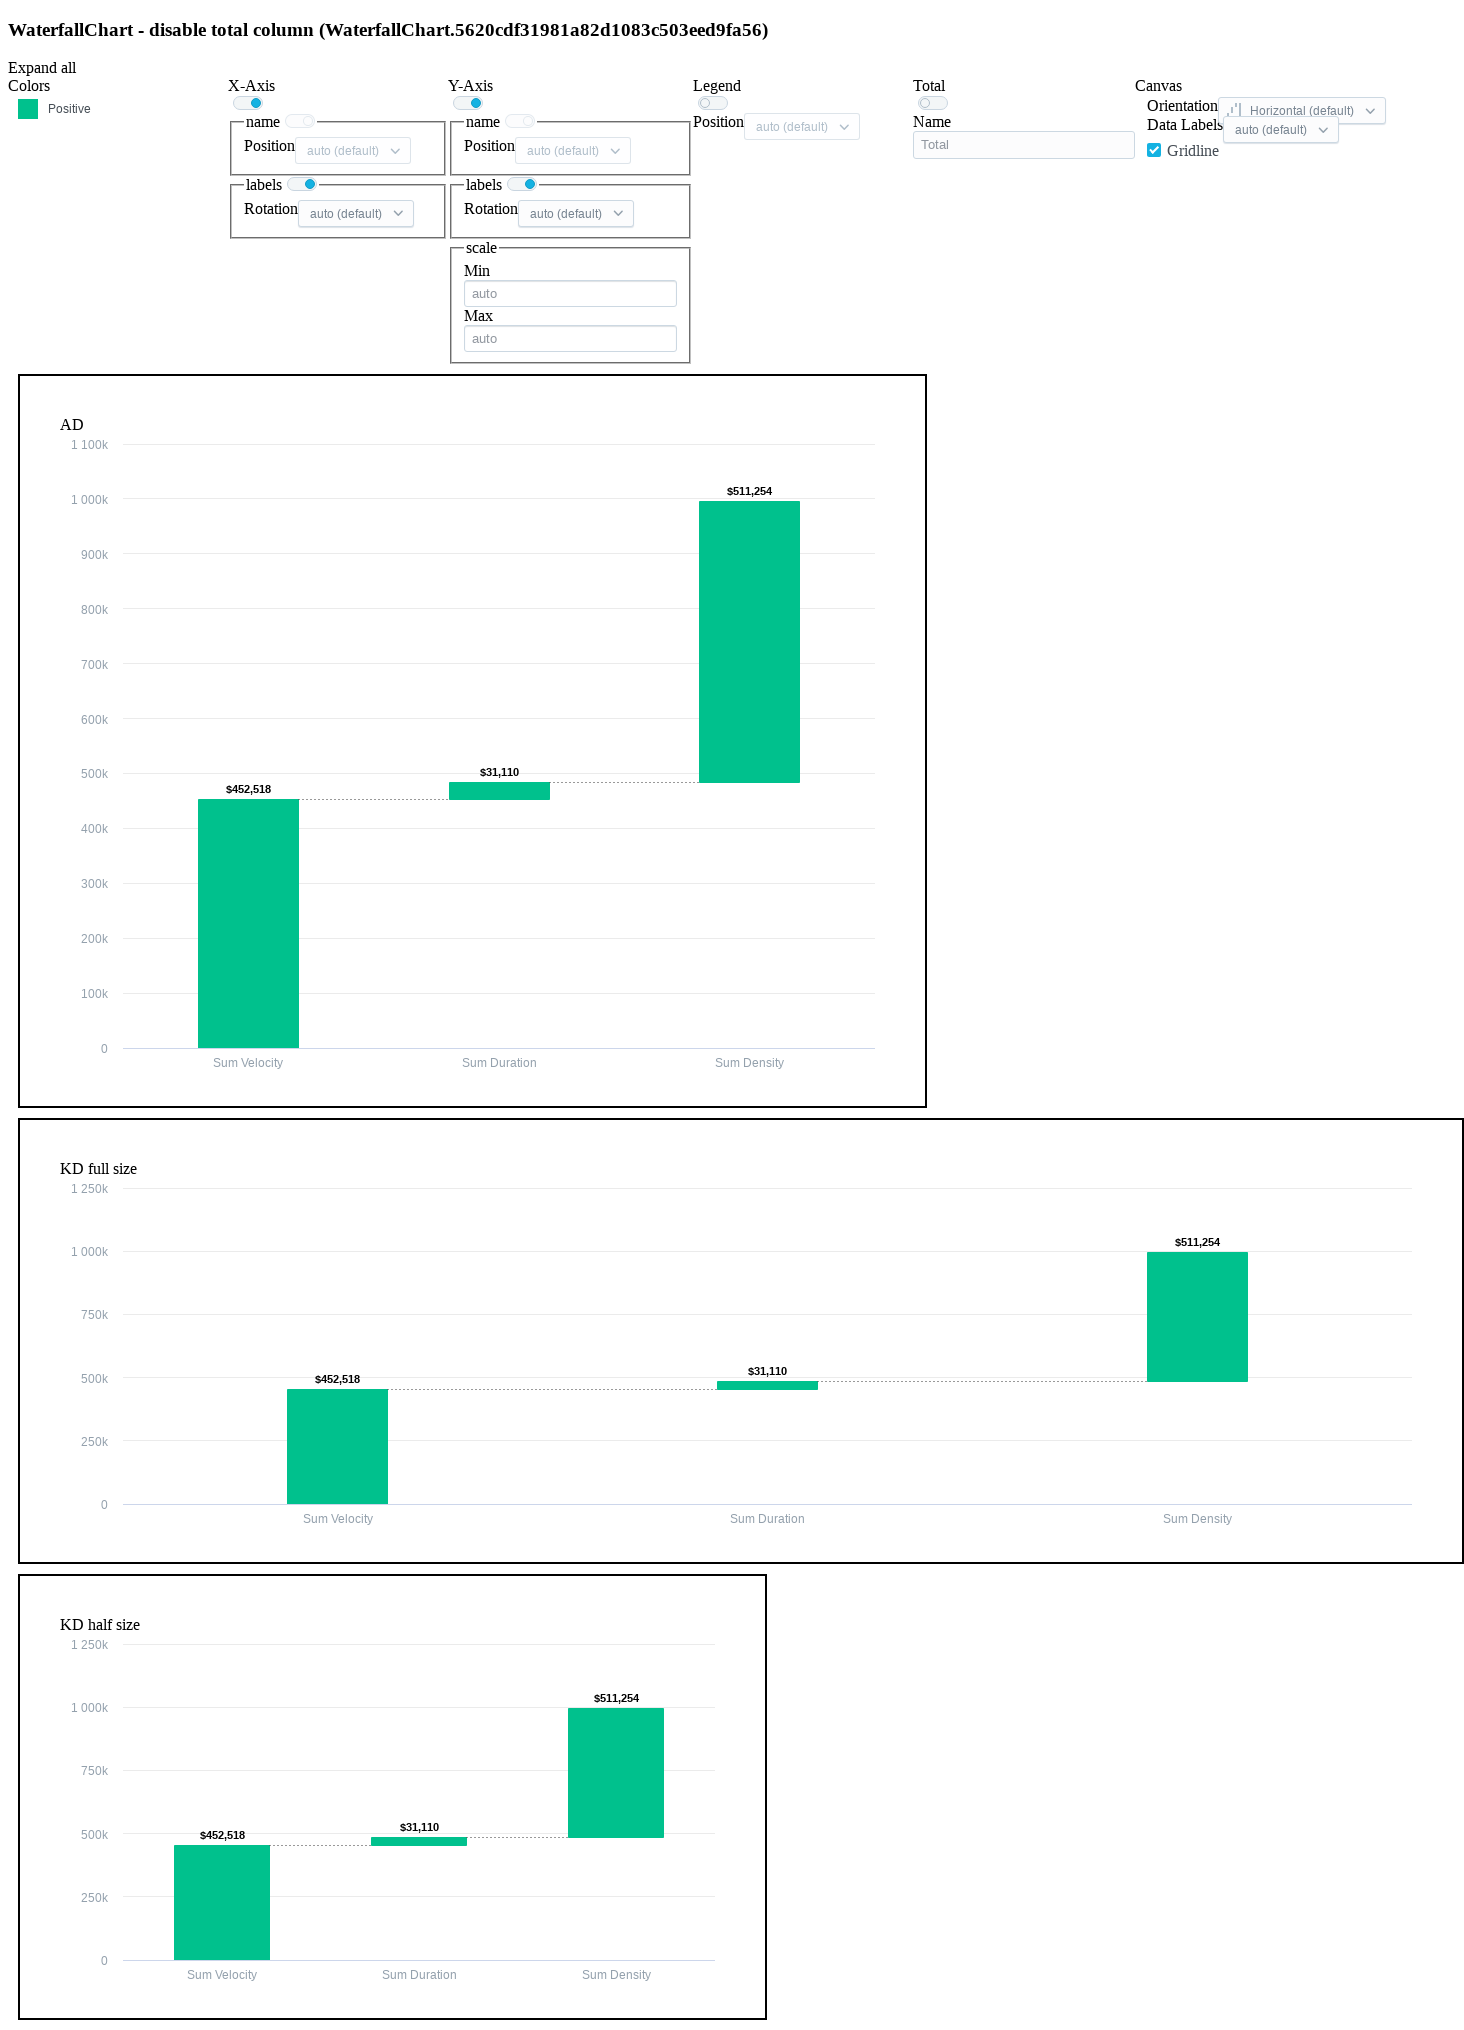 WaterfallChart - disable total column (WaterfallChart.5620cdf31981a82d1083c503eed9fa56)
Expand all
Colors
Positive
X-Axis
name
Position auto (default)
labels
Rotation auto (default)
Y-Axis
name
Position auto (default)
labels
Rotation auto (default)
scale
Min
auto
Max
auto
Legend
Position auto (default)
Total
Name
Total
Canvas
Orientation Horizontal (default)
Data Labels auto (default)
Gridline
AD
1 100k
1 000k
900k
800k
700k
600k
500k
400k
300k
200k
100k
0
$452,518
$31,110
$511,254
Sum Velocity
Sum Duration
Sum Density
KD full size
1 250k
1 000k
750k
500k
250k
0
$452,518
$31,110
$511,254
Sum Velocity
Sum Duration
Sum Density
KD half size
1 250k
1 000k
750k
500k
250k
0
$452,518
$31,110
$511,254
Sum Velocity
Sum Duration
Sum Density